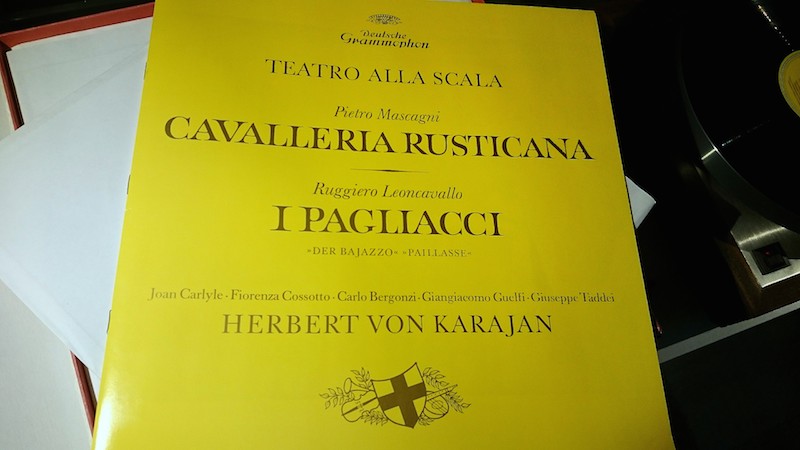 Deutsche
Grammophon
TEATRO ALLA SCALA
Pietro Mascagni
CAVALLERIA RUSTICANA
Ruggiero Leoncavallo
I PAGLIACCI
»DER BAJAZZO« »PAILLASSE«
Joan Carlyle · Fiorenza Cossotto · Carlo Bergonzi · Giangiacomo Guelfi · Giuseppe Taddei
HERBERT VON KARAJAN